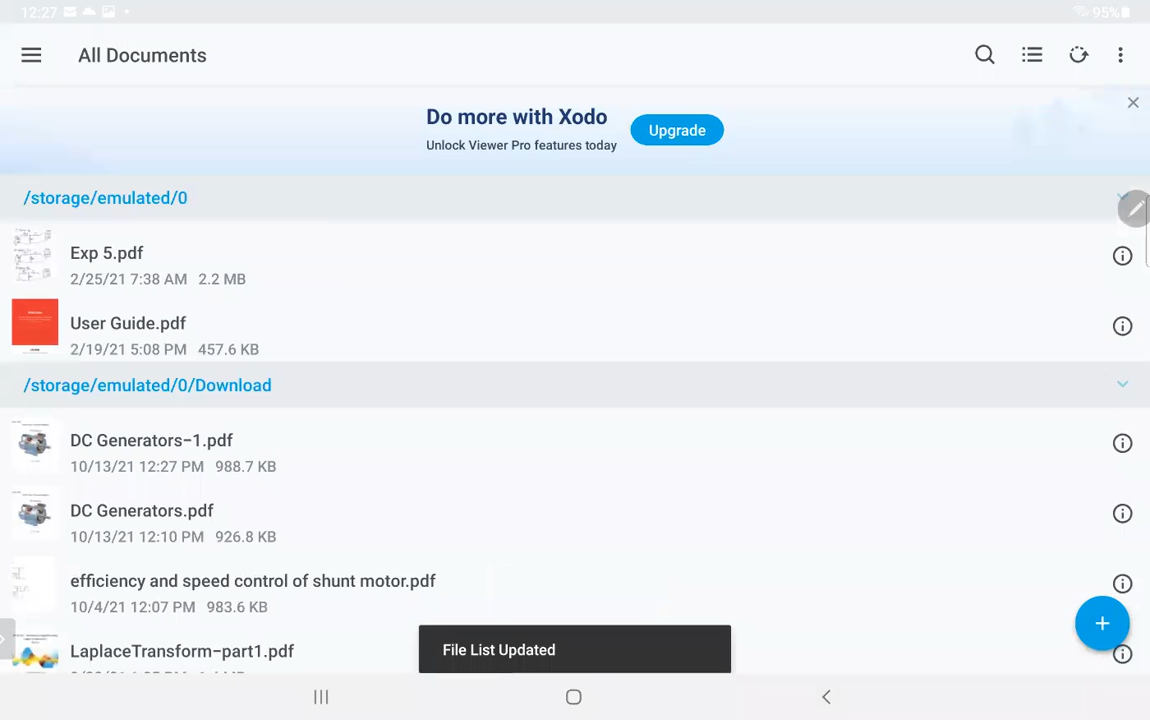 12:27
95%
All Documents
Do more with Xodo
Unlock Viewer Pro features today
Upgrade
/storage/emulated/0
Exp 5.pdf
2/25/21 7:38 AM 2.2 MB
User Guide.pdf
2/19/21 5:08 PM 457.6 KB
/storage/emulated/0/Download
DC Generators-1.pdf
10/13/21 12:27 PM 988.7 KB
DC Generators.pdf
10/13/21 12:10 PM 926.8 KB
efficiency and speed control of shunt motor.pdf
10/4/21 12:07 PM 983.6 KB
LaplaceTransform-part1.pdf
File List Updated